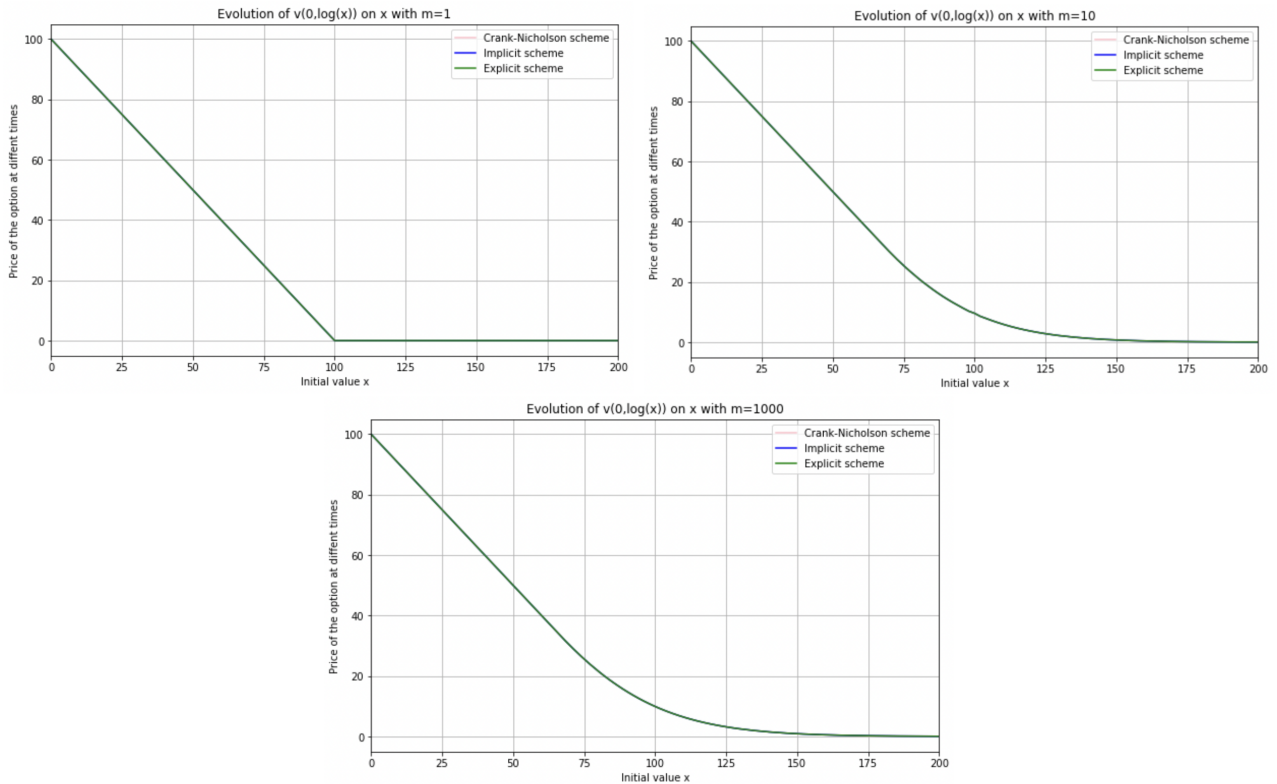 Evolution of v(0,log(x)) on x with m=1
100
80
60
40
20
0
Price of the option at diffent times
Crank-Nicholson scheme
Implicit scheme
Explicit scheme
0 25 50 75 100 125 150 175 200
Initial value x
Evolution of v(0,log(x)) on x with m=10
100
80
60
40
20
0
Price of the option at diffent times
Crank-Nicholson scheme
Implicit scheme
Explicit scheme
0 25 50 75 100 125 150 175 200
Initial value x
Evolution of v(0,log(x)) on x with m=1000
100
80
60
40
20
0
Price of the option at diffent times
Crank-Nicholson scheme
Implicit scheme
Explicit scheme
0 25 50 75 100 125 150 175 200
Initial value x